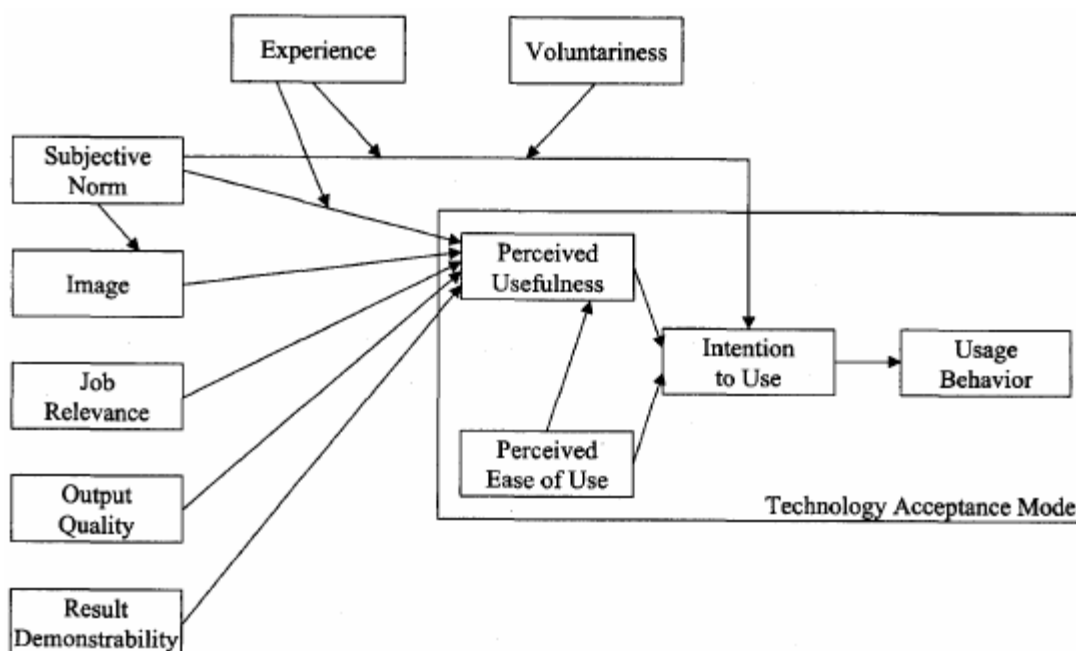 Experience
Voluntariness
Subjective
Norm
Image
Job
Relevance
Output
Quality
Result
Demonstrability
Perceived
Usefulness
Perceived
Ease of Use
Intention
to Use
Usage
Behavior
Technology Acceptance Mode